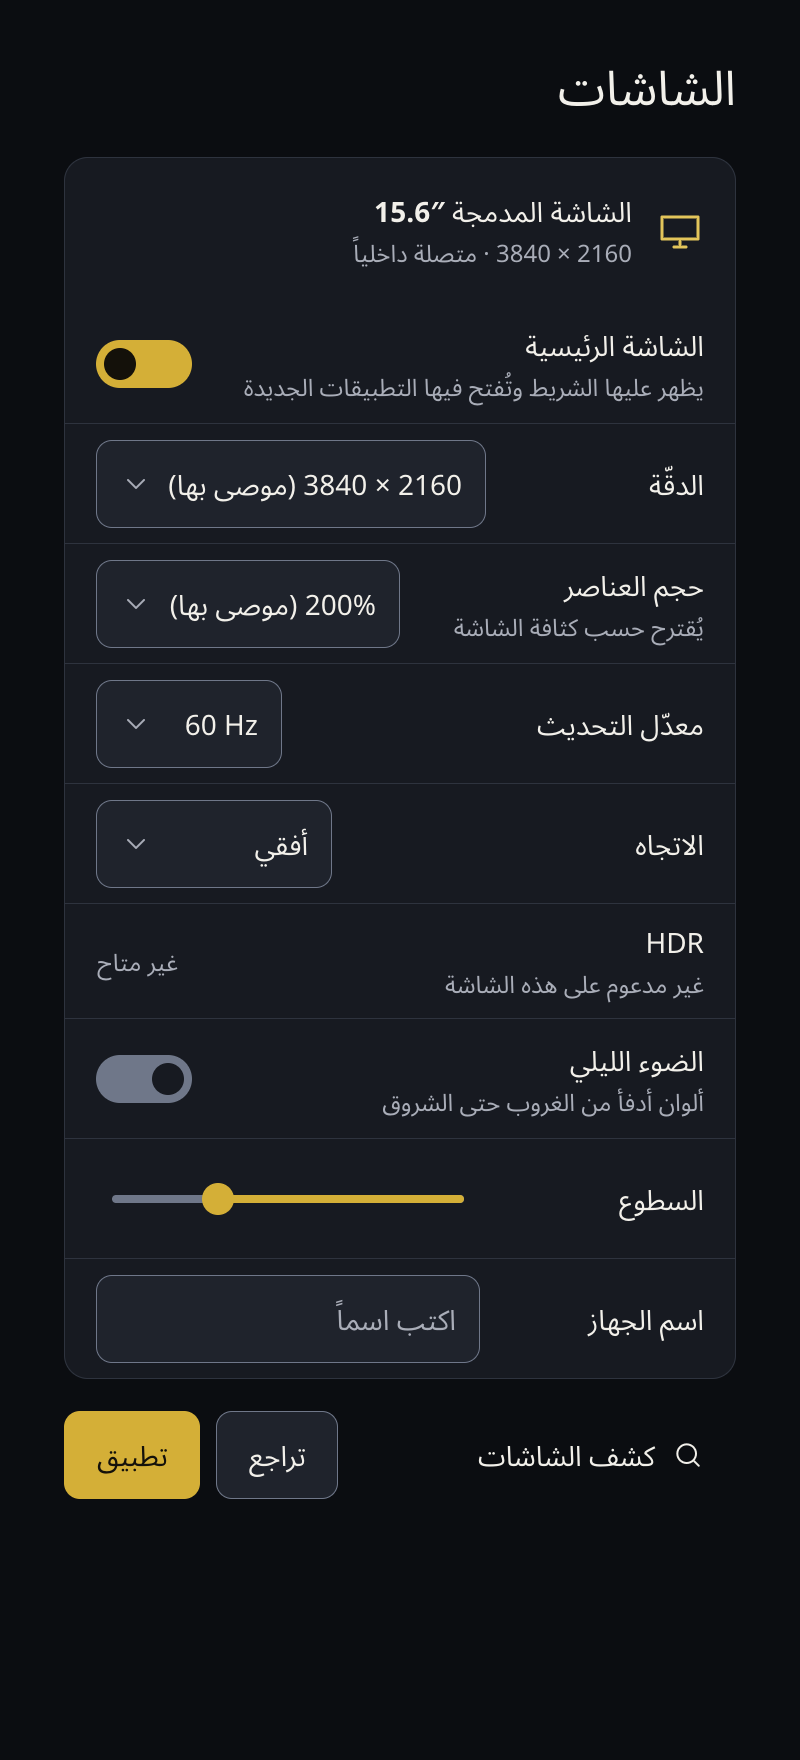 الشاشات
الشاشة المدمجة 15.6″
3840 × 2160 · متصلة داخلياً
الشاشة الرئيسية
يظهر عليها الشريط وتُفتح فيها التطبيقات الجديدة
الدقّة
3840 × 2160 (موصى بها)
حجم العناصر
يُقترح حسب كثافة الشاشة
200% (موصى بها)
معدّل التحديث
60 Hz
الاتجاه
أفقي
HDR
غير مدعوم على هذه الشاشة
غير متاح
الضوء الليلي
ألوان أدفأ من الغروب حتى الشروق
السطوع
اسم الجهاز
اكتب اسماً
كشف الشاشات
تراجع
تطبيق